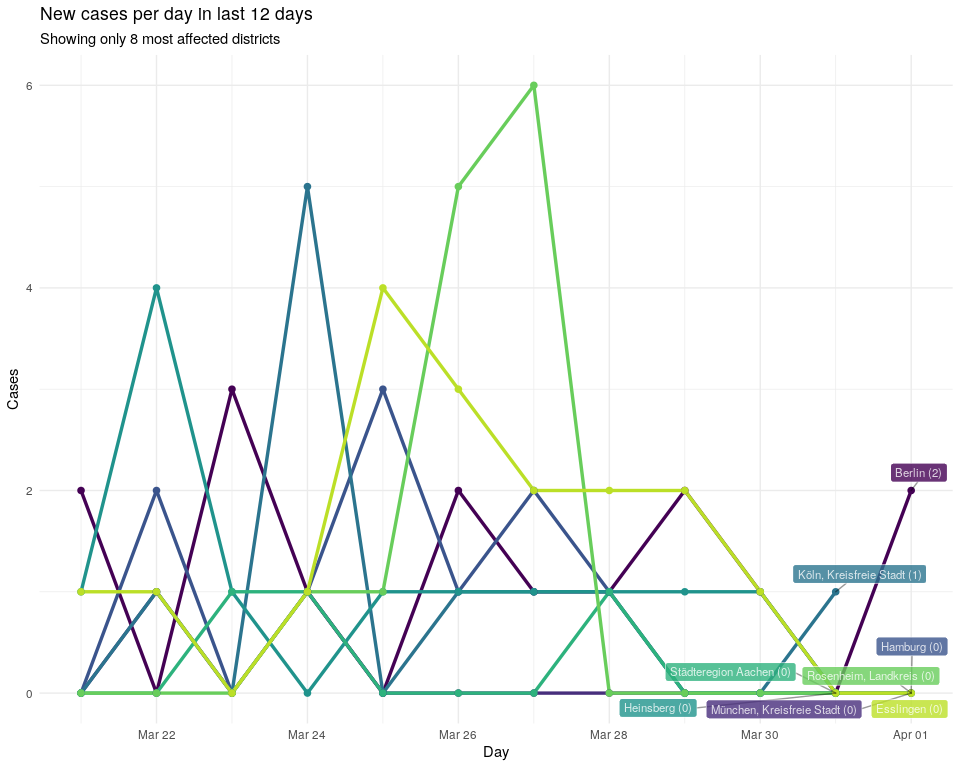 New cases per day in last 12 days
Showing only 8 most affected districts
6
4
2
0
Cases
Berlin (2)
Köln, Kreisfreie Stadt (1)
Hamburg (0)
Städteregion Aachen (0)
Rosenheim, Landkreis (0)
Heinsberg (0)
München, Kreisfreie Stadt (0)
Esslingen (0)
Mar 22
Mar 24
Mar 26
Mar 28
Mar 30
Apr 01
Day